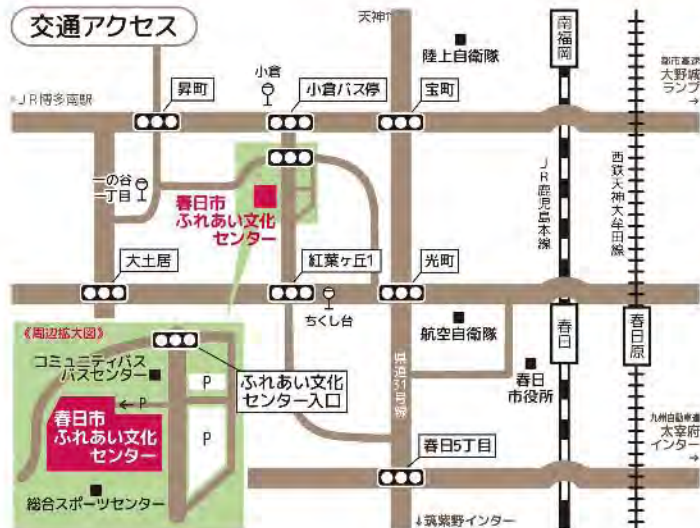 交通アクセス
天神↑
陸上自衛隊
南福岡
都市高速
大野城
ランプ
→
←JR博多南駅
昇町
小倉
小倉バス停
宝町
一の谷
一丁目
春日市
ふれあい文化
センター
JR鹿児島本線
西鉄天神大牟田線
大土居
紅葉ヶ丘1
光町
ちくし台
航空自衛隊
春日
春日原
春日
市役所
県道31号線
《周辺拡大図》
コミュニティバス
バスセンター
P
ふれあい文化
センター入口
←P
P
春日市
ふれあい文化
センター
総合スポーツセンター
春日5丁目
九州自動車道
太宰府
インター
→
↓筑紫野インター